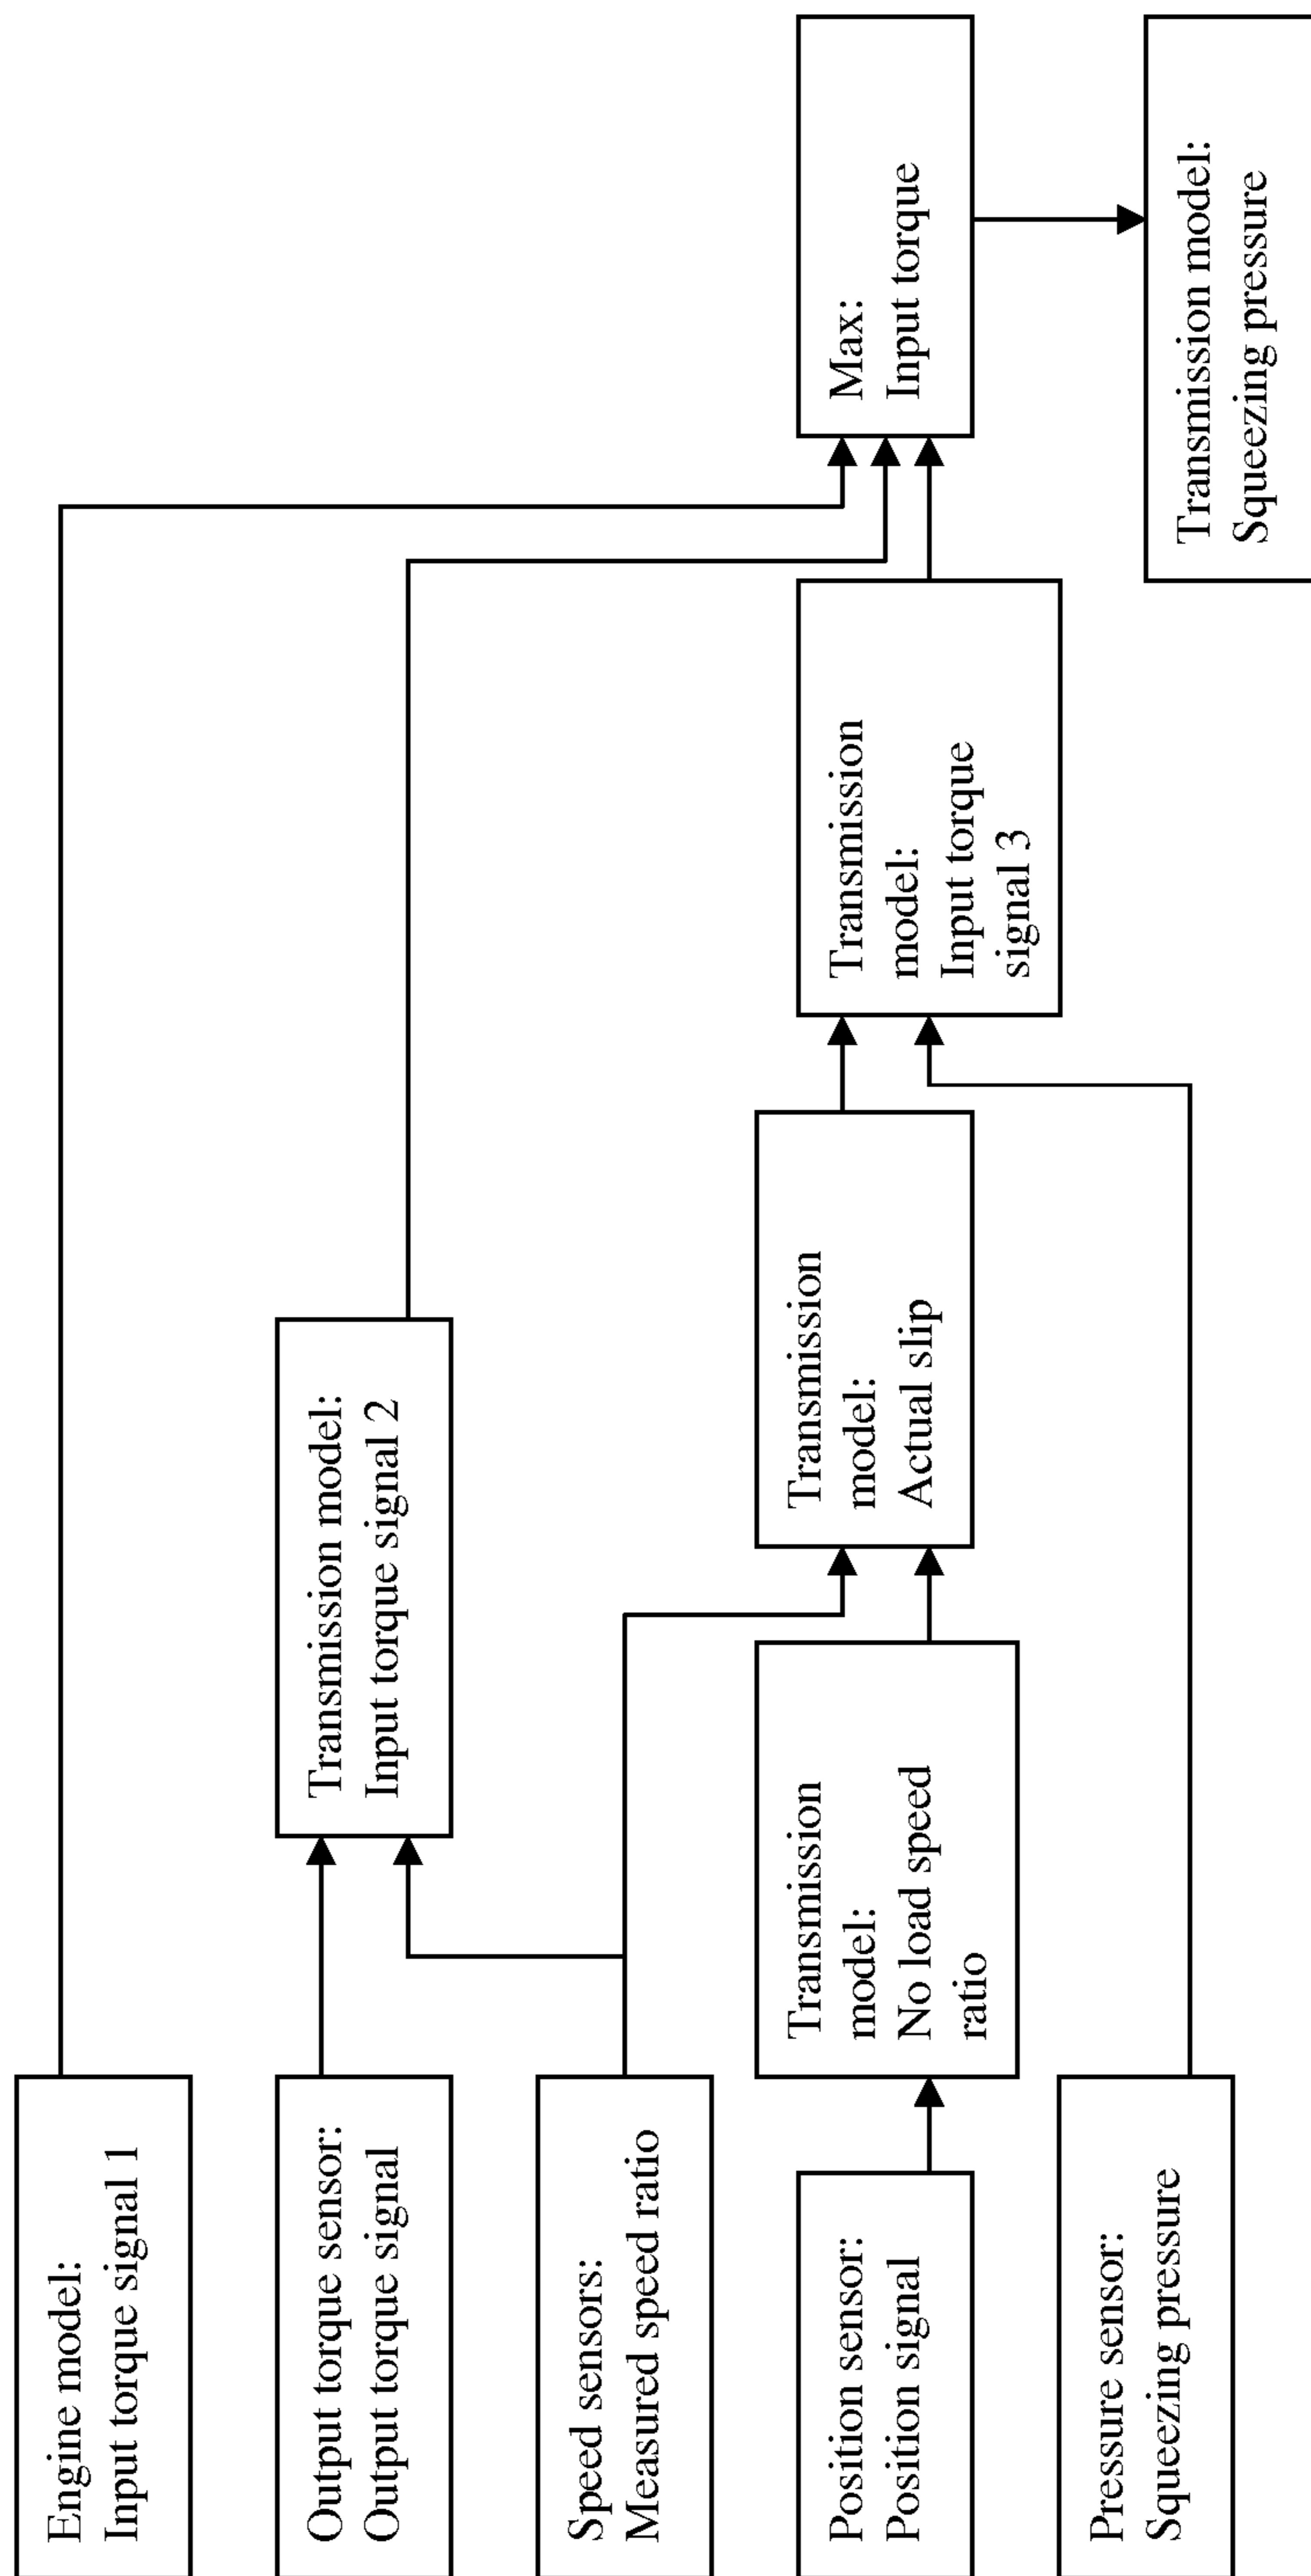 Engine model:
Input torque signal 1
Output torque sensor:
Output torque signal
Transmission model:
Input torque signal 2
Speed sensors:
Measured speed ratio
Position sensor:
Position signal
Transmission
model:
No load speed
ratio
Transmission
model:
Actual slip
Transmission
model:
Input torque
signal 3
Max:
Input torque
Pressure sensor:
Squeezing pressure
Transmission model:
Squeezing pressure